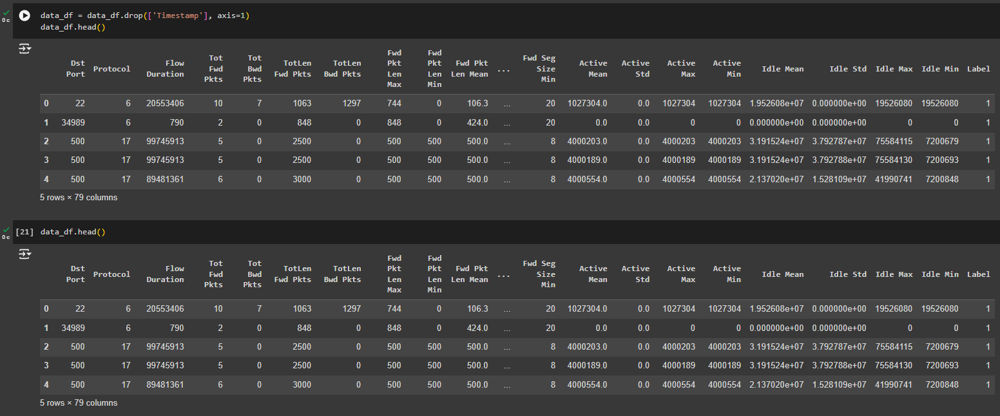 data_df = data_df.drop(['Timestamp'], axis=1)
0 с
data_df.head()
Dst Port Protocol Flow Duration Tot Fwd Pkts Tot Bwd Pkts TotLen Fwd Pkts TotLen Bwd Pkts Fwd Pkt Len Max Fwd Pkt Len Min Fwd Pkt Len Mean ... Fwd Seg Size Min Active Mean Active Std Active Max Active Min Idle Mean Idle Std Idle Max Idle Min Label
0 22 6 20553406 10 7 1063 1297 744 0 106.3 ... 20 1027304.0 0.0 1027304 1027304 1.952608e+07 0.000000e+00 19526080 19526080 1
1 34989 6 790 2 0 848 0 848 0 424.0 ... 20 0.0 0.0 0 0 0.000000e+00 0.000000e+00 0 0 1
2 500 17 99745913 5 0 2500 0 500 500 500.0 ... 8 4000203.0 0.0 4000203 4000203 3.191524e+07 3.792787e+07 75584115 7200679 1
3 500 17 99745913 5 0 2500 0 500 500 500.0 ... 8 4000189.0 0.0 4000189 4000189 3.191524e+07 3.792788e+07 75584130 7200693 1
4 500 17 89481361 6 0 3000 0 500 500 500.0 ... 8 4000554.0 0.0 4000554 4000554 2.137020e+07 1.528109e+07 41990741 7200848 1
5 rows × 79 columns
[21] data_df.head()
0 с
Dst Port Protocol Flow Duration Tot Fwd Pkts Tot Bwd Pkts TotLen Fwd Pkts TotLen Bwd Pkts Fwd Pkt Len Max Fwd Pkt Len Min Fwd Pkt Len Mean ... Fwd Seg Size Min Active Mean Active Std Active Max Active Min Idle Mean Idle Std Idle Max Idle Min Label
0 22 6 20553406 10 7 1063 1297 744 0 106.3 ... 20 1027304.0 0.0 1027304 1027304 1.952608e+07 0.000000e+00 19526080 19526080 1
1 34989 6 790 2 0 848 0 848 0 424.0 ... 20 0.0 0.0 0 0 0.000000e+00 0.000000e+00 0 0 1
2 500 17 99745913 5 0 2500 0 500 500 500.0 ... 8 4000203.0 0.0 4000203 4000203 3.191524e+07 3.792787e+07 75584115 7200679 1
3 500 17 99745913 5 0 2500 0 500 500 500.0 ... 8 4000189.0 0.0 4000189 4000189 3.191524e+07 3.792788e+07 75584130 7200693 1
4 500 17 89481361 6 0 3000 0 500 500 500.0 ... 8 4000554.0 0.0 4000554 4000554 2.137020e+07 1.528109e+07 41990741 7200848 1
5 rows × 79 columns